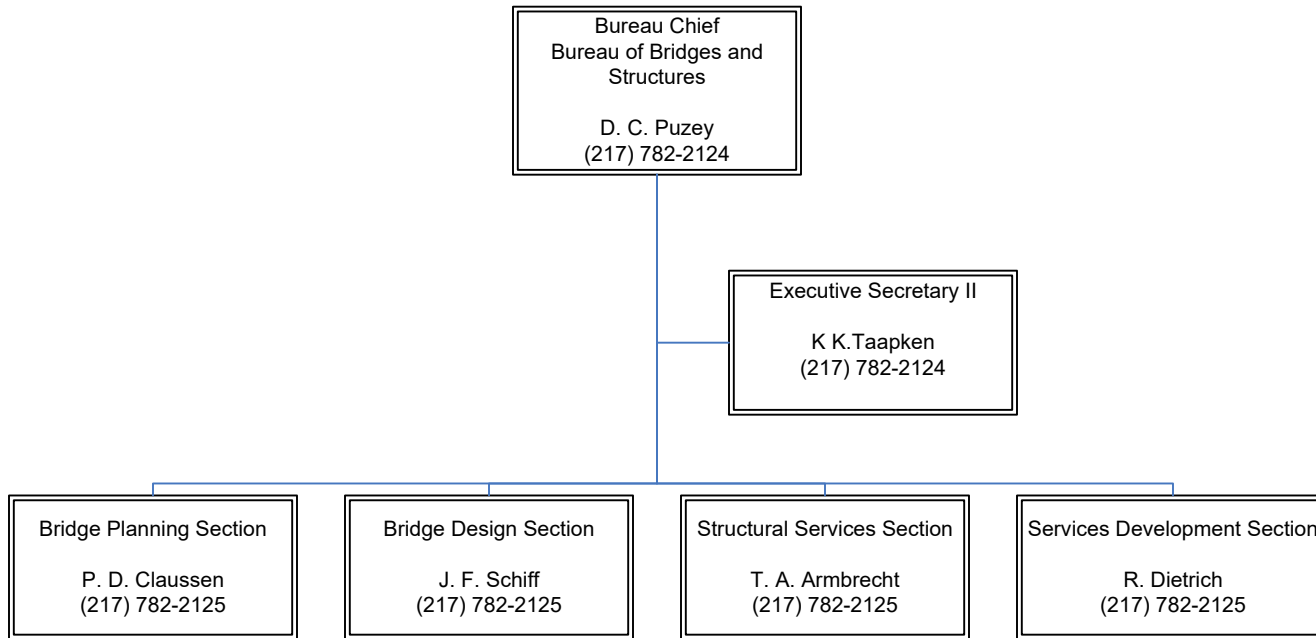 Bureau Chief
Bureau of Bridges and
Structures
D. C. Puzey
(217) 782-2124
Executive Secretary II
K K.Taapken
(217) 782-2124
Bridge Planning Section
P. D. Claussen
(217) 782-2125
Bridge Design Section
J. F. Schiff
(217) 782-2125
Structural Services Section
T. A. Armbrecht
(217) 782-2125
Services Development Section
R. Dietrich
(217) 782-2125